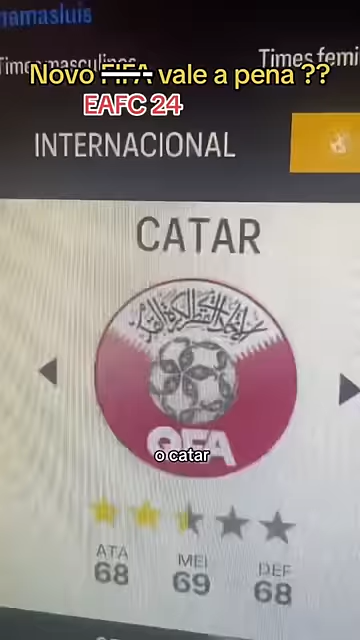 Times masculinos
Times femi
Novo FIFA vale a pena ??
EAFC 24
INTERNACIONAL
CATAR
QFA
o catar
ATA
MEI
DEF
68
69
68